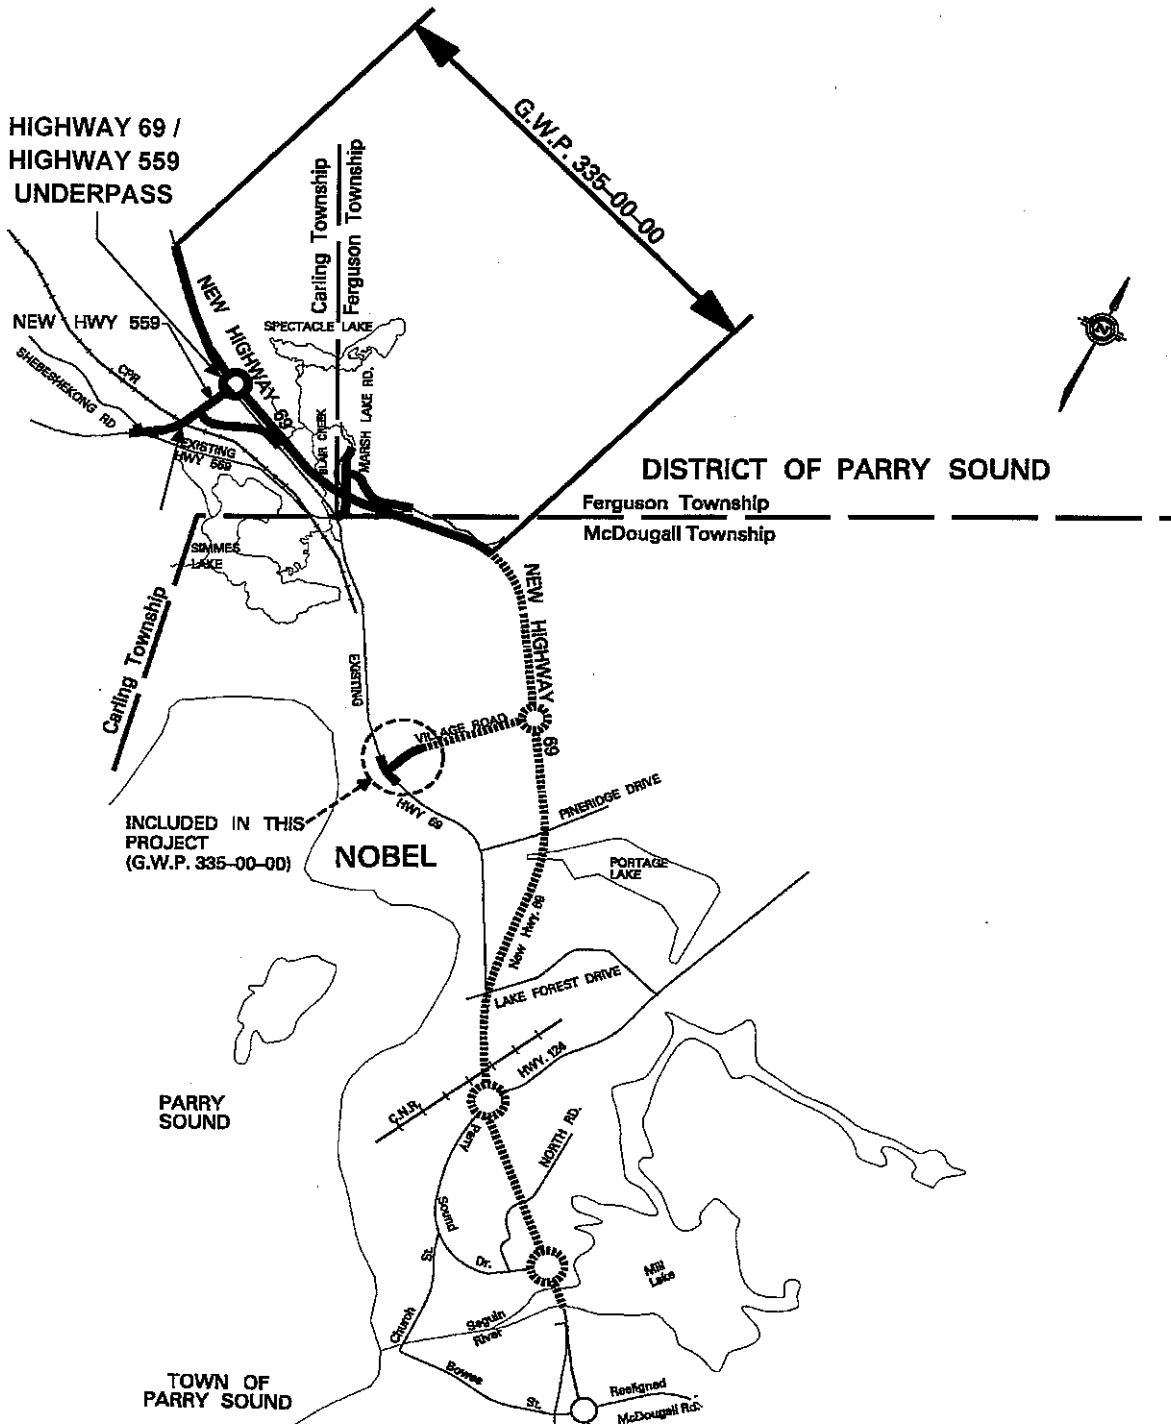 HIGHWAY 69 /
HIGHWAY 559
UNDERPASS
G.W.P. 335-00-00
Carling Township
Ferguson Township
NEW HIGHWAY 69
NEW HWY 559
SPECTACLE LAKE
SHEBESHEKONG RD
CPR
MARSH LAKE RD.
EXISTING
HWY 559
N
DISTRICT OF PARRY SOUND
Ferguson Township
McDougall Township
SIMMES
LAKE
Carling Township
NEW HIGHWAY 69
EXISTING
HWY 69
VILLAGE ROAD
INCLUDED IN THIS
PROJECT
(G.W.P. 335-00-00)
NOBEL
PINERIDGE DRIVE
PORTAGE
LAKE
New Hwy. 69
LAKE FOREST DRIVE
HWY. 124
C.N.R.
PARRY
SOUND
NORTH RD.
Parry
Sound
Dr.
St.
Church
Mill
Lake
Seguin
River
Bowes
St.
Realigned
McDougall Rd.
TOWN OF
PARRY SOUND